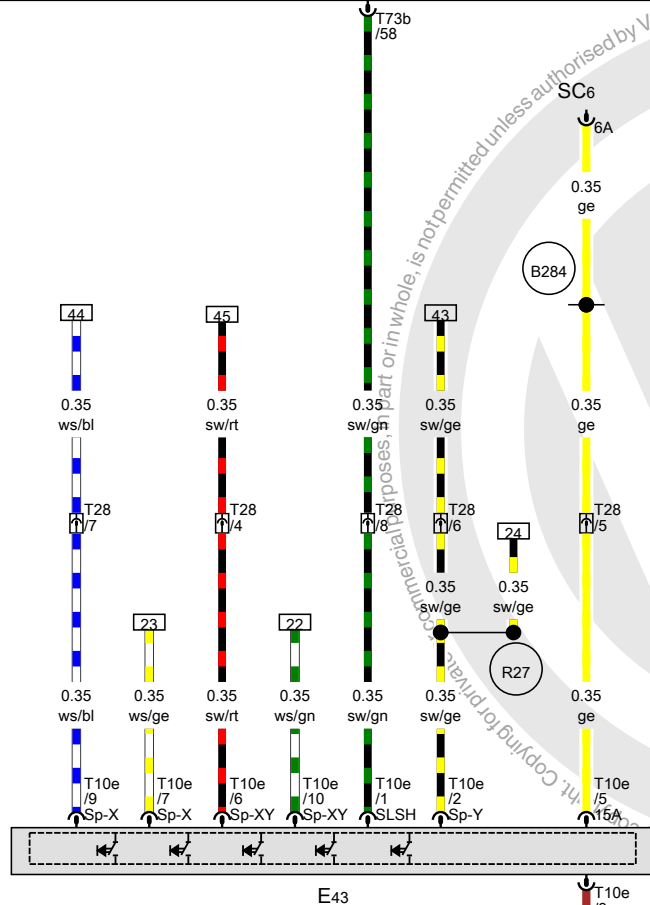 T73b
/58
SC6
6A
0.35
ge
B284
44
45
43
0.35
ws/bl
0.35
sw/rt
0.35
sw/gn
0.35
sw/ge
0.35
ge
T28
/7
T28
/4
T28
/8
T28
/6
T28
/5
24
0.35
sw/ge
0.35
sw/ge
23
22
R27
0.35
ws/bl
0.35
ws/ge
0.35
sw/rt
0.35
ws/gn
0.35
sw/gn
0.35
sw/ge
0.35
ge
T10e
/9
Sp-X
T10e
/7
Sp-X
T10e
/6
Sp-XY
T10e
/10
Sp-XY
T10e
/1
SLSH
T10e
/2
Sp-Y
T10e
/5
15A
E43
T10e
is not permitted unless authorised by V
commercial purposes, in part or in whole,
Copying for private